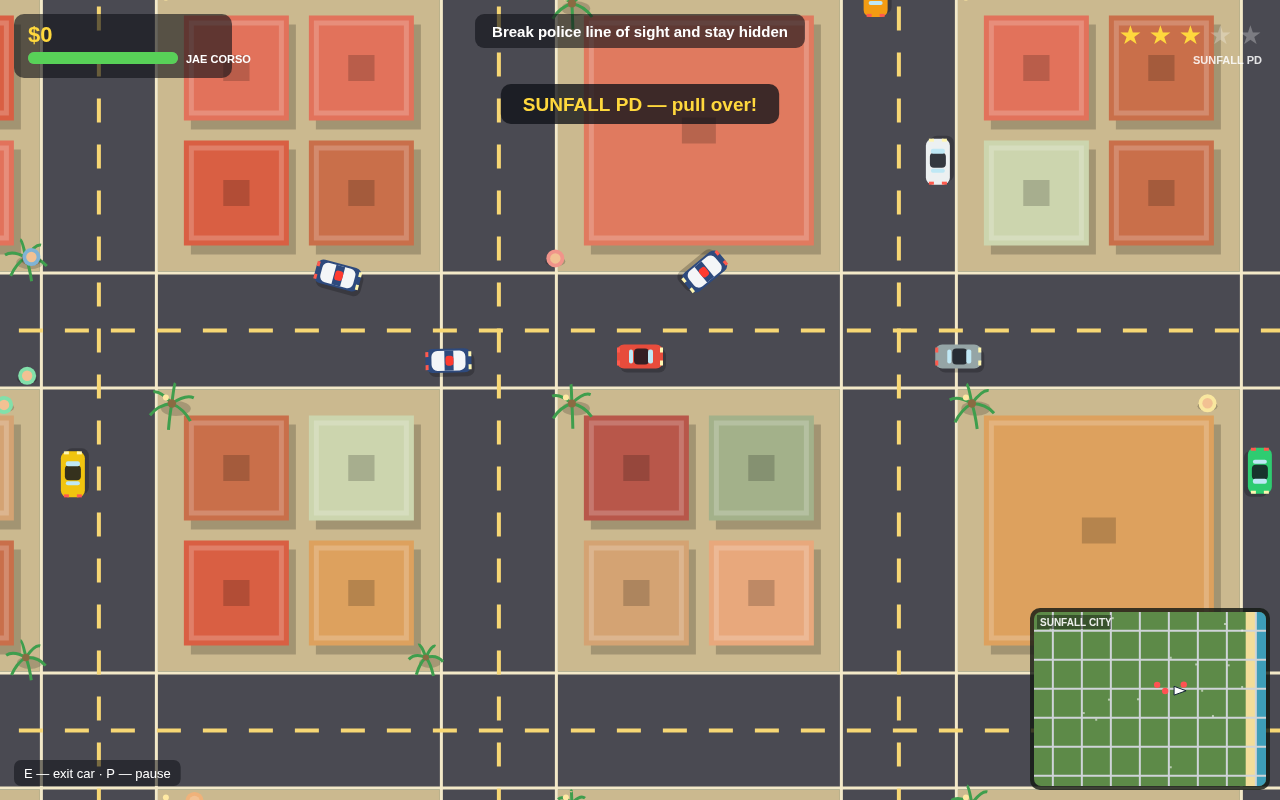 $0
JAE CORSO
Break police line of sight and stay hidden
SUNFALL PD
SUNFALL PD — pull over!
SUNFALL CITY
E — exit car · P — pause